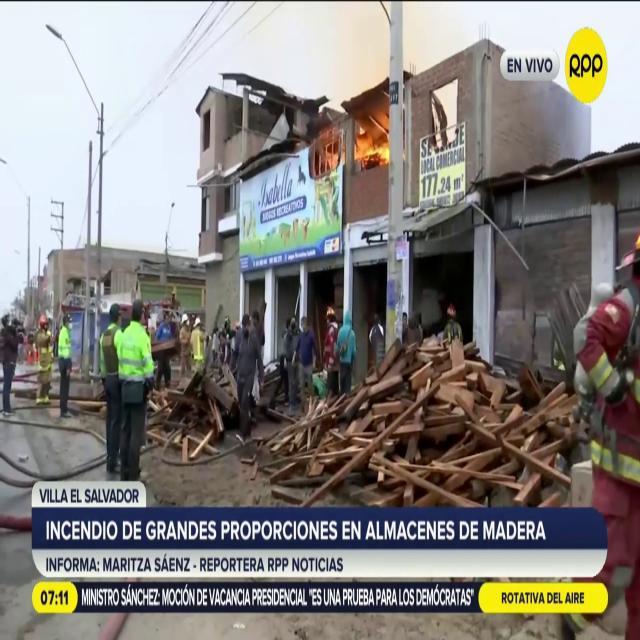 EN VIVO
RPP
Isabella
JUEGOS RECREATIVOS
SE VENDE
LOCAL COMERCIAL
177.24 m
VILLA EL SALVADOR
INCENDIO DE GRANDES PROPORCIONES EN ALMACENES DE MADERA
INFORMA: MARITZA SÁENZ - REPORTERA RPP NOTICIAS
07:11
MINISTRO SÁNCHEZ: MOCIÓN DE VACANCIA PRESIDENCIAL "ES UNA PRUEBA PARA LOS DEMÓCRATAS"
ROTATIVA DEL AIRE